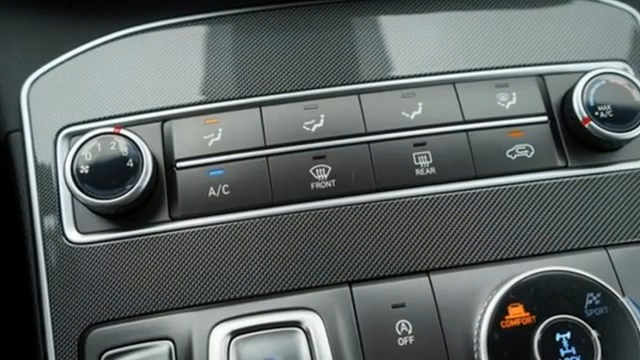 0 1 2 3 4
MAX
A/C
A/C
FRONT
REAR
A
OFF
COMFORT
SPORT